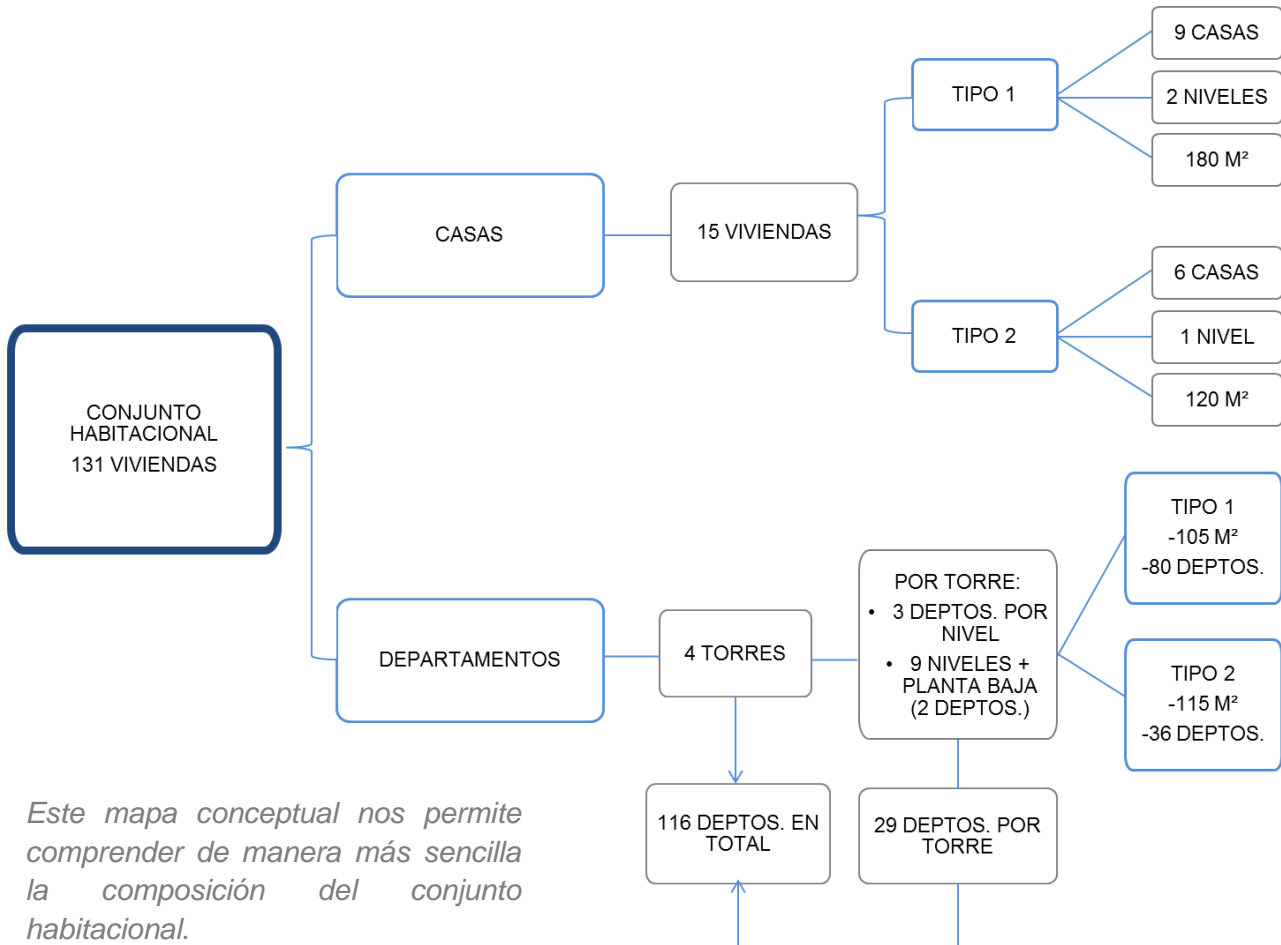 CONJUNTO
HABITACIONAL
131 VIVIENDAS
CASAS
15 VIVIENDAS
TIPO 1
9 CASAS
2 NIVELES
180 M²
TIPO 2
6 CASAS
1 NIVEL
120 M²
DEPARTAMENTOS
4 TORRES
POR TORRE:
• 3 DEPTOS. POR
NIVEL
• 9 NIVELES +
PLANTA BAJA
(2 DEPTOS.)
TIPO 1
-105 M²
-80 DEPTOS.
TIPO 2
-115 M²
-36 DEPTOS.
116 DEPTOS. EN
TOTAL
29 DEPTOS. POR
TORRE
Este mapa conceptual nos permite
comprender de manera más sencilla
la composición del conjunto
habitacional.